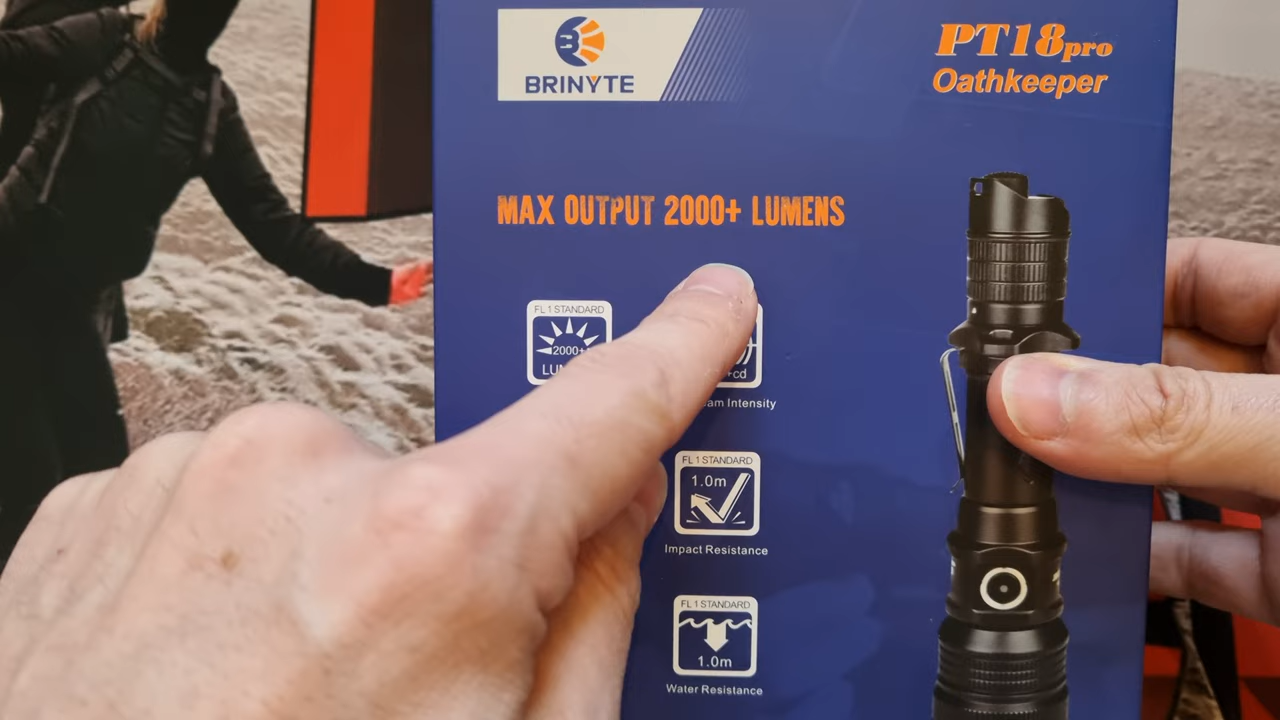 BRINYTE
PT18pro
Oathkeeper
MAX OUTPUT 2000+ LUMENS
FL 1 STANDARD
2000+
cd
Intensity
FL 1 STANDARD
1.0m
Impact Resistance
FL 1 STANDARD
1.0m
Water Resistance